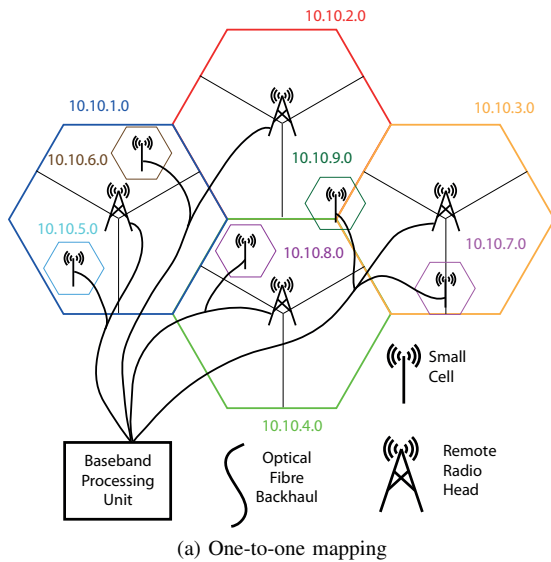 10.10.2.0
10.10.1.0
10.10.3.0
10.10.6.0
10.10.9.0
10.10.5.0
10.10.8.0
10.10.7.0
Small
Cell
10.10.4.0
Baseband
Processing
Unit
Optical
Fibre
Backhaul
Remote
Radio
Head
(a) One-to-one mapping